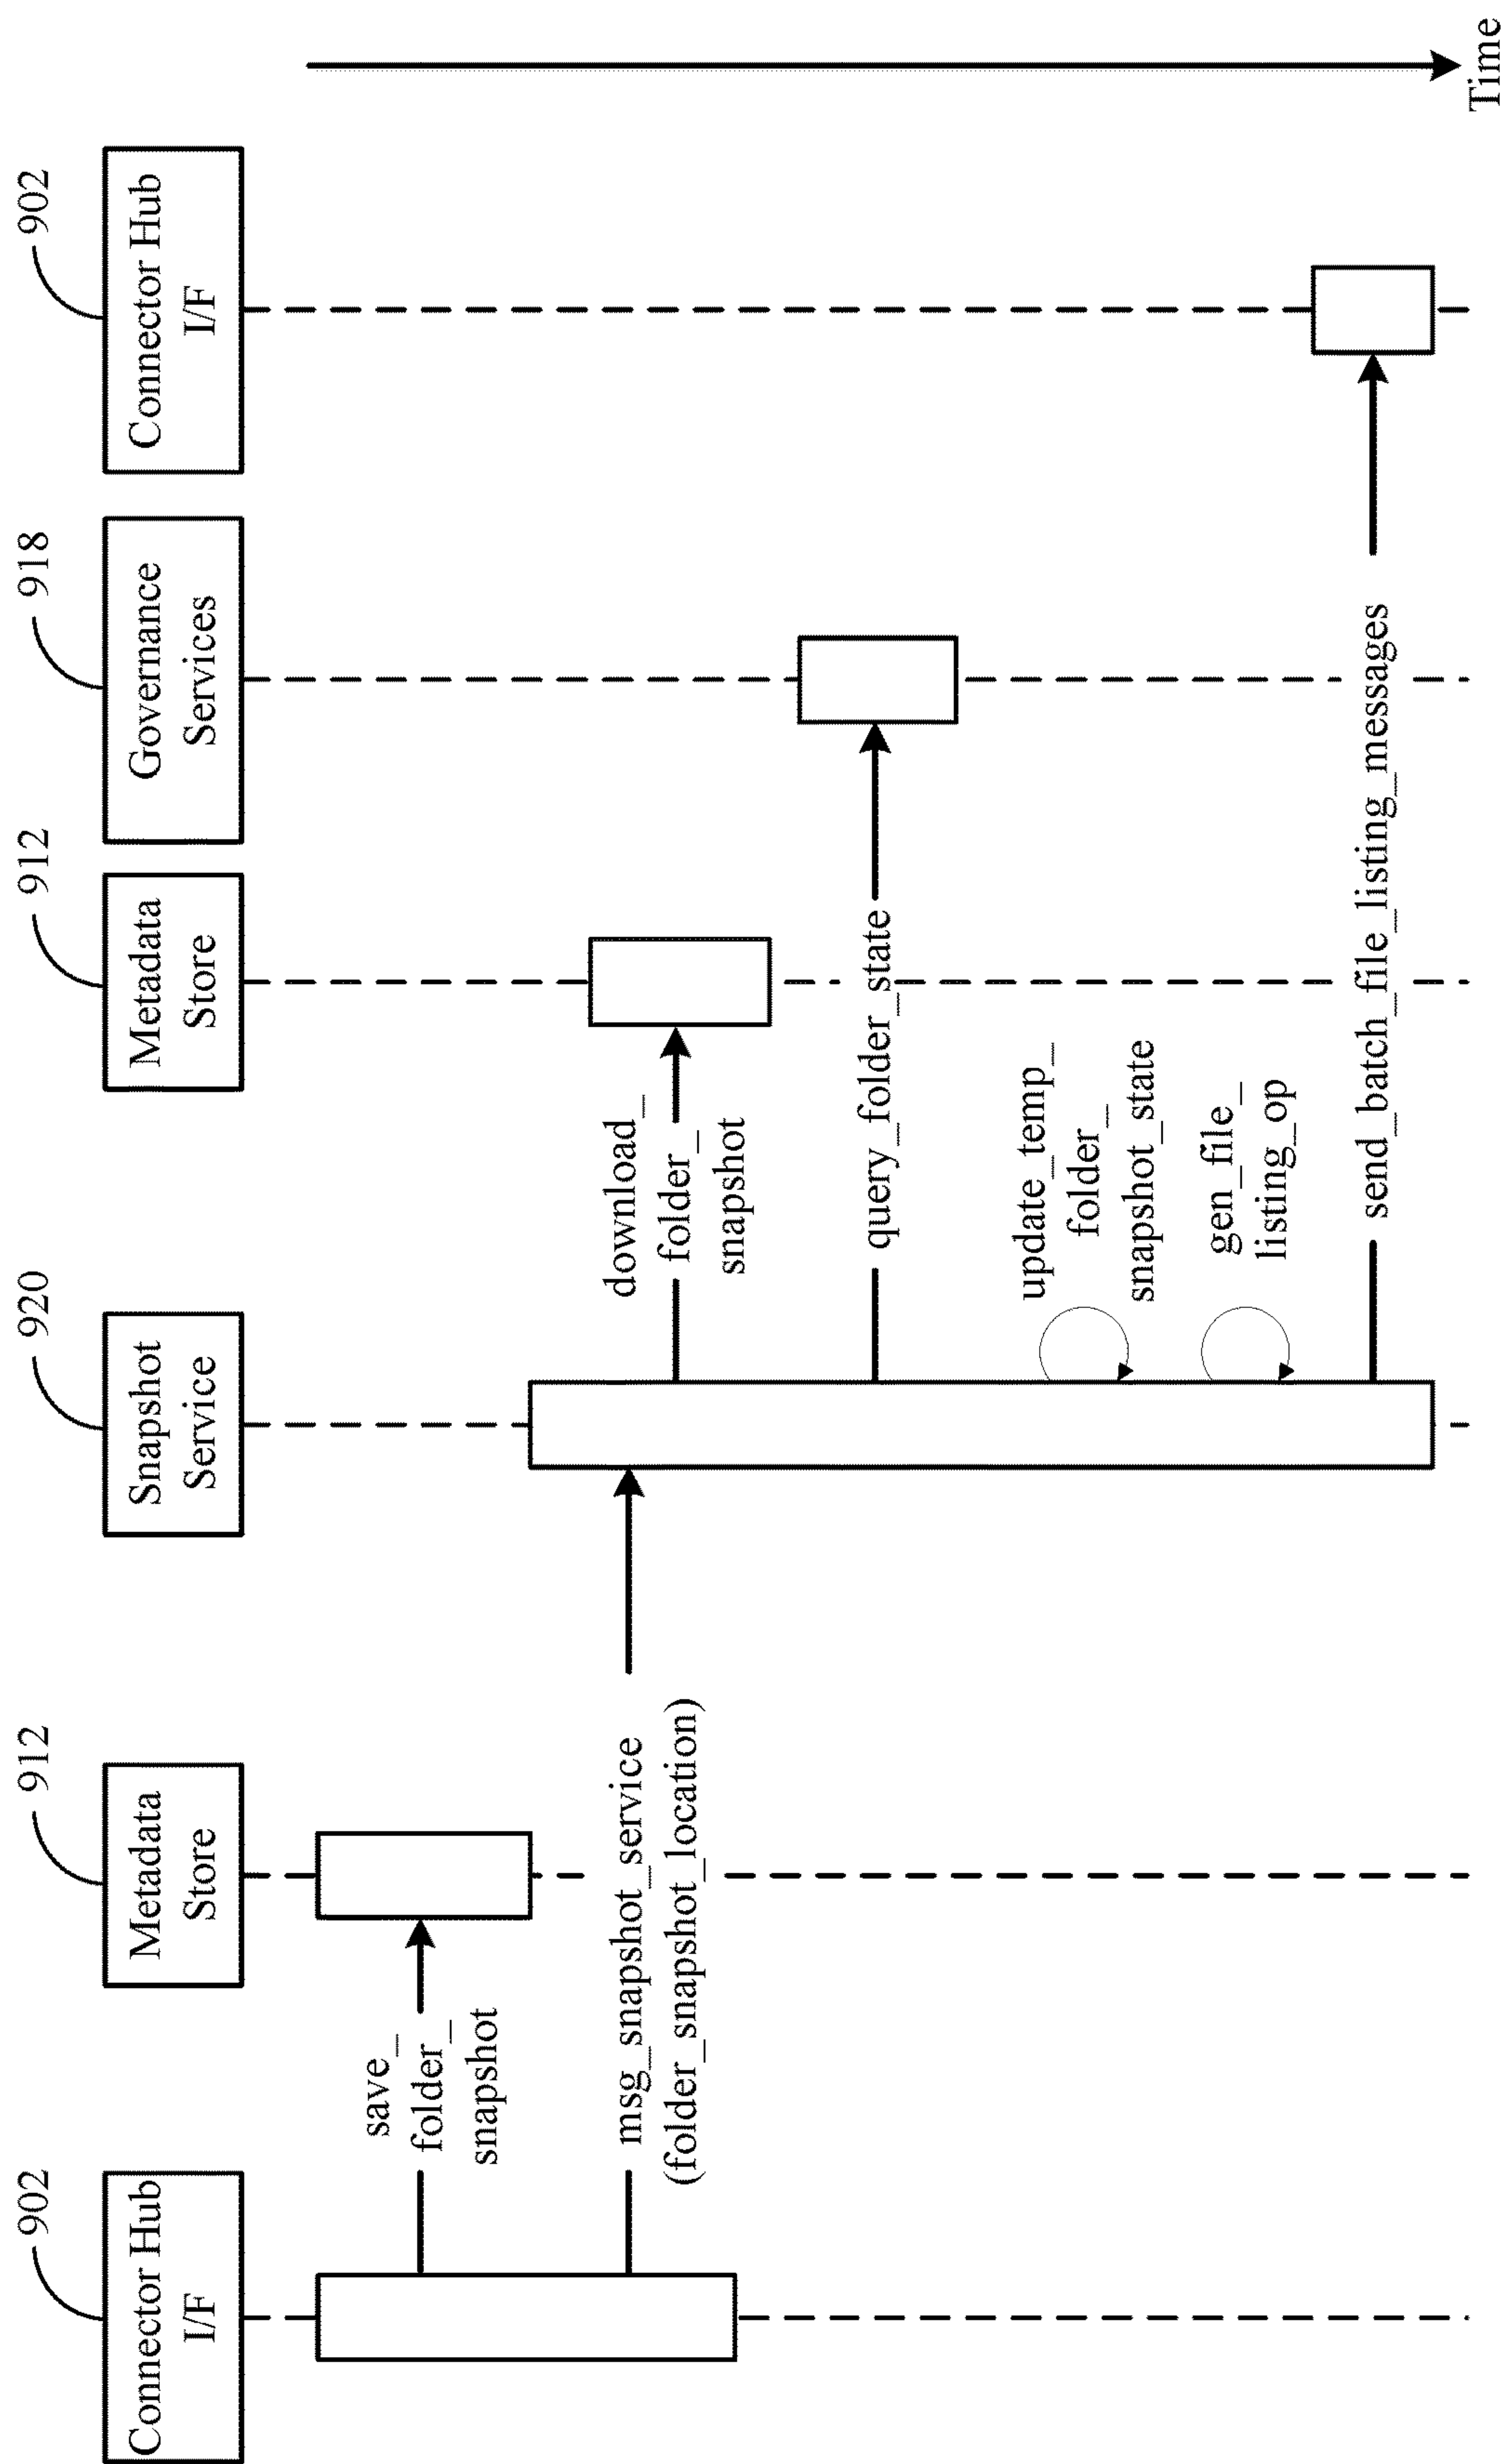 902
Connector Hub
I/F
912
Metadata
Store
920
Snapshot
Service
912
Metadata
Store
918
Governance
Services
902
Connector Hub
I/F
save_
folder_
snapshot
msg_snapshot_service
(folder_snapshot_location)
download_
folder_
snapshot
query_folder_state
update_temp_
folder_
snapshot_state
gen_file_
listing_op
send_batch_file_listing_messages
Time